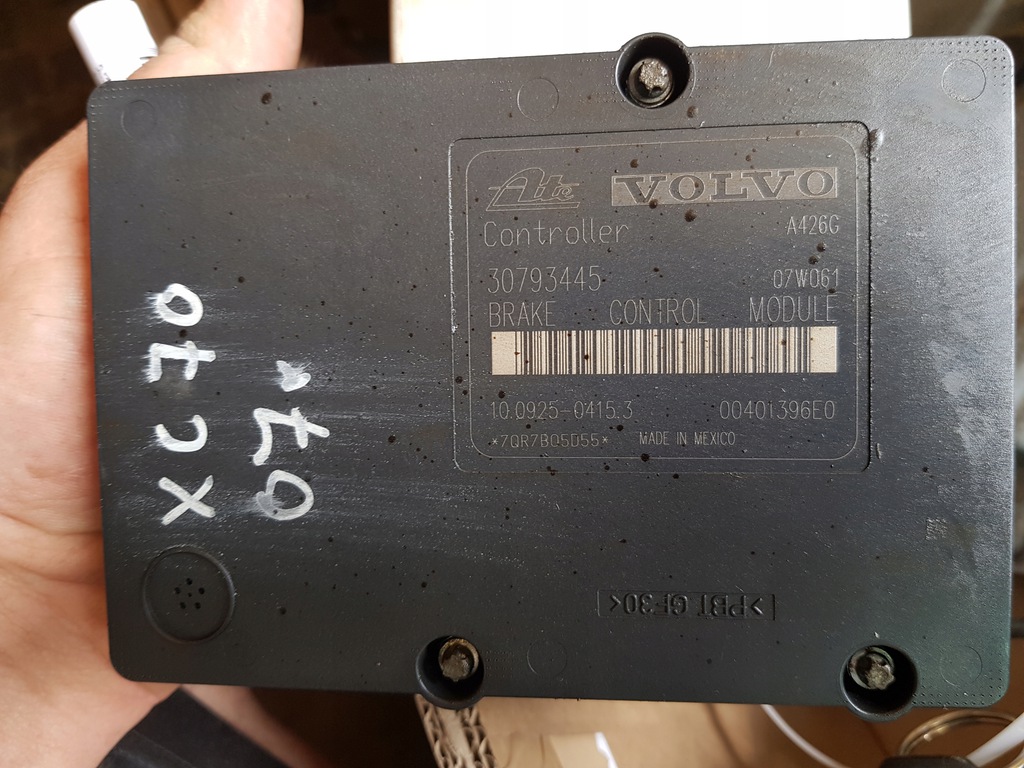 Ate VOLVO
Controller A426G
30793445 07W061
BRAKE CONTROL MODULE
10.0925-0415.3 00401396E0
*7QR7BQ5D55* MADE IN MEXICO
>PBT GF30<
XC70
07